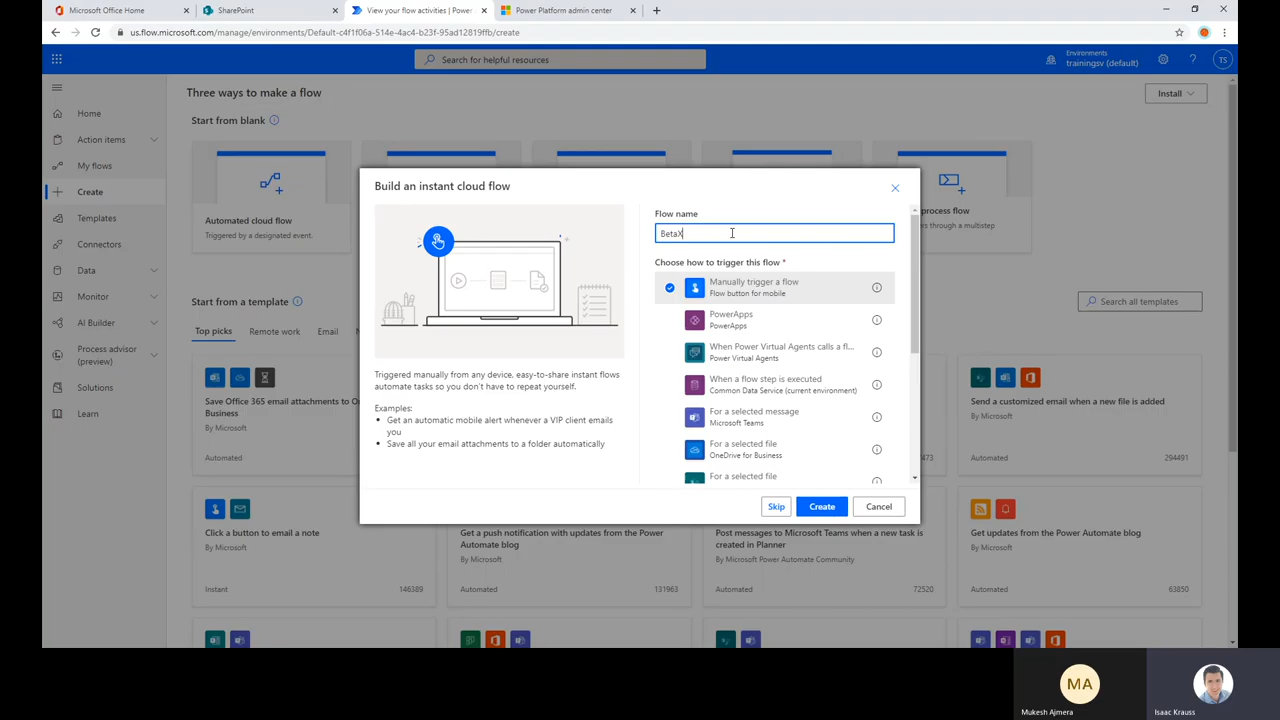 Microsoft Office Home
SharePoint
View your flow activities | Power
Power Platform admin center
us.flow.microsoft.com/manage/environments/Default-c4f1f06a-514e-4ac4-b23f-95ad12819ffb/create
Search for helpful resources
Environments
trainingsv (default)
TS
Three ways to make a flow
Install
Start from blank
Home
Action items
My flows
Create
Templates
Connectors
Data
Monitor
AI Builder
Process advisor
(preview)
Solutions
Learn
Automated cloud flow
Triggered by a designated event.
process flow
through a multistep
Build an instant cloud flow
Triggered manually from any device, easy-to-share instant flows
automate tasks so you don't have to repeat yourself.
Examples:
• Get an automatic mobile alert whenever a VIP client emails
you
• Save all your email attachments to a folder automatically
Flow name
BetaX
Choose how to trigger this flow *
Manually trigger a flow
Flow button for mobile
PowerApps
PowerApps
When Power Virtual Agents calls a fl...
Power Virtual Agents
When a flow step is executed
Common Data Service (current environment)
For a selected message
Microsoft Teams
For a selected file
OneDrive for Business
For a selected file
Skip
Create
Cancel
Start from a template
Search all templates
Top picks
Remote work
Email
Save Office 365 email attachments to
Business
By Microsoft
Automated
473
Send a customized email when a new file is added
By Microsoft
Automated
294491
Click a button to email a note
By Microsoft
Instant
146389
Get a push notification with updates from the Power
Automate blog
By Microsoft
Automated
131963
Post messages to Microsoft Teams when a new task is
created in Planner
By Microsoft Power Automate Community
Automated
72520
Get updates from the Power Automate blog
By Microsoft
Automated
63850
MA
Mukesh Ajmera
Isaac Krauss